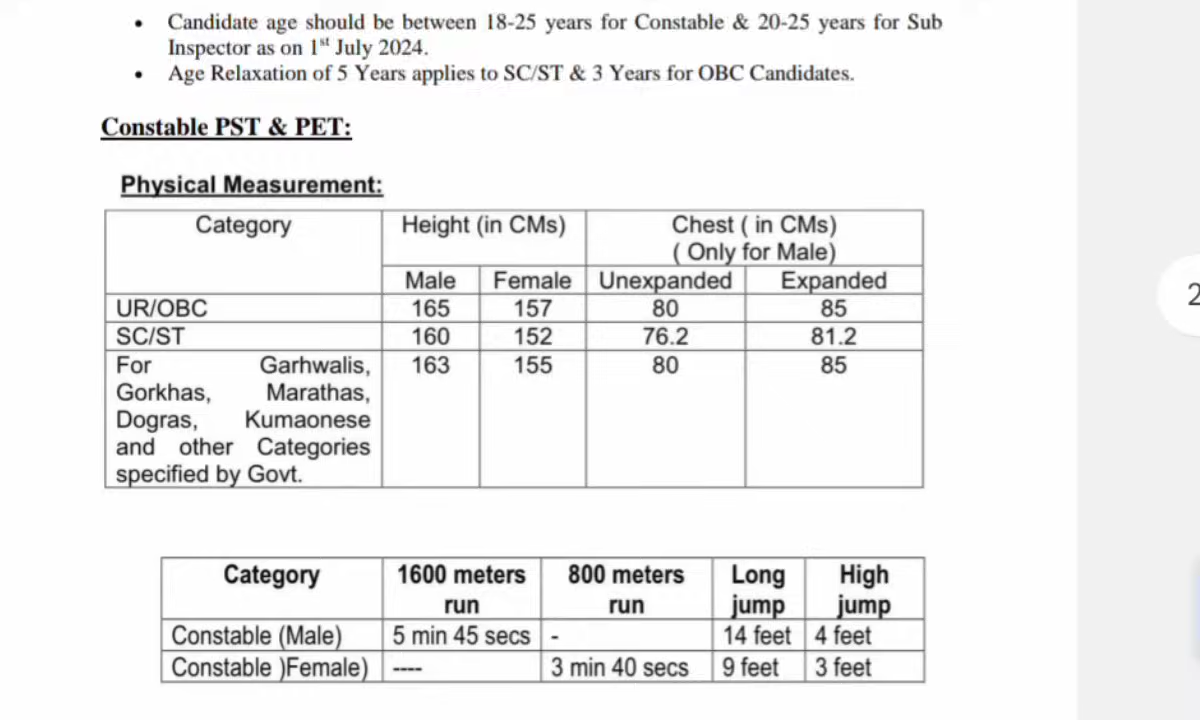 • Candidate age should be between 18-25 years for Constable & 20-25 years for Sub
Inspector as on 1st July 2024.
• Age Relaxation of 5 Years applies to SC/ST & 3 Years for OBC Candidates.
Constable PST & PET:
Physical Measurement:
Category Height (in CMs) Chest ( in CMs)
( Only for Male)
Male Female Unexpanded Expanded
UR/OBC 165 157 80 85
SC/ST 160 152 76.2 81.2
For Garhwalis, 163 155 80 85
Gorkhas, Marathas,
Dogras, Kumaonese
and other Categories
specified by Govt.
Category 1600 meters 800 meters Long High
run run jump jump
Constable (Male) 5 min 45 secs - 14 feet 4 feet
Constable )Female) ---- 3 min 40 secs 9 feet 3 feet
2